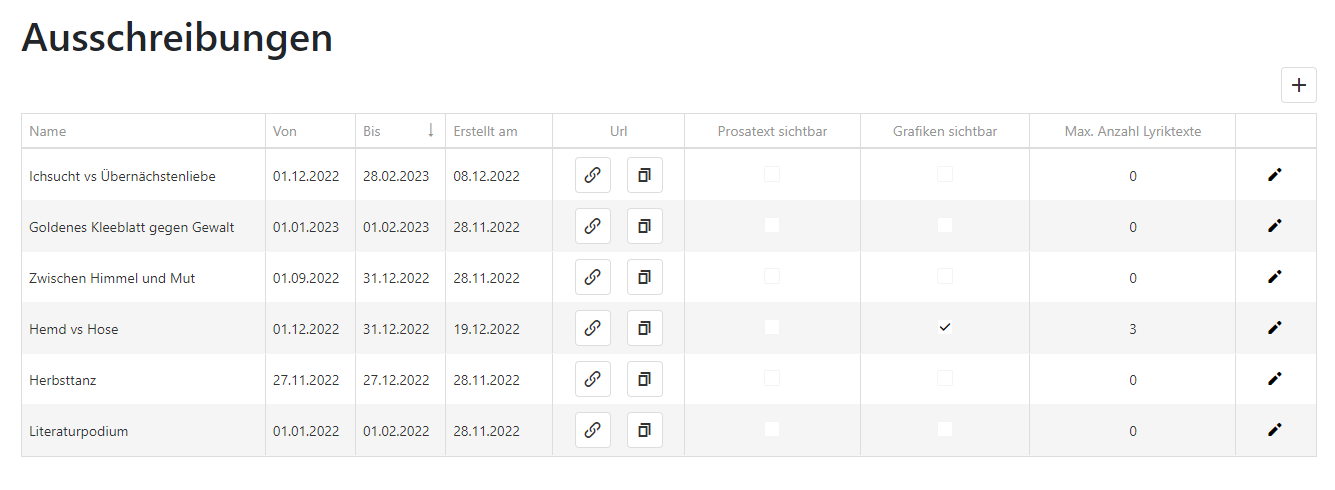 Ausschreibungen
Name Von Bis Erstellt am Url Prosatext sichtbar Grafiken sichtbar Max. Anzahl Lyriktexte
Ichsucht vs Übernächstenliebe 01.12.2022 28.02.2023 08.12.2022 0
Goldenes Kleeblatt gegen Gewalt 01.01.2023 01.02.2023 28.11.2022 0
Zwischen Himmel und Mut 01.09.2022 31.12.2022 28.11.2022 0
Hemd vs Hose 01.12.2022 31.12.2022 19.12.2022 3
Herbsttanz 27.11.2022 27.12.2022 28.11.2022 0
Literaturpodium 01.01.2022 01.02.2022 28.11.2022 0